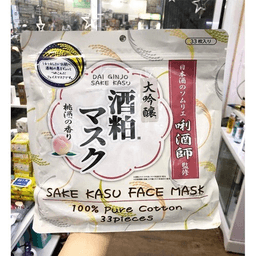 33枚入り
DAI GINJO
SAKE KASU
日本酒のソムリエ
唎酒師
監修
大吟醸
酒粕
マスク
桃酒の香り
SAKE KASU FACE MASK
100% Pure Cotton
33pieces